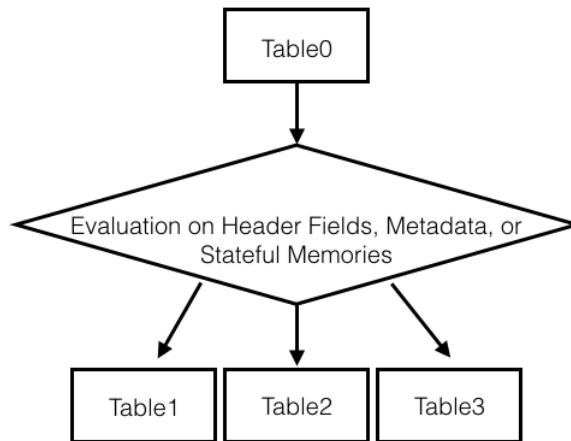 Table0
Evaluation on Header Fields, Metadata, or
Stateful Memories
Table1
Table2
Table3